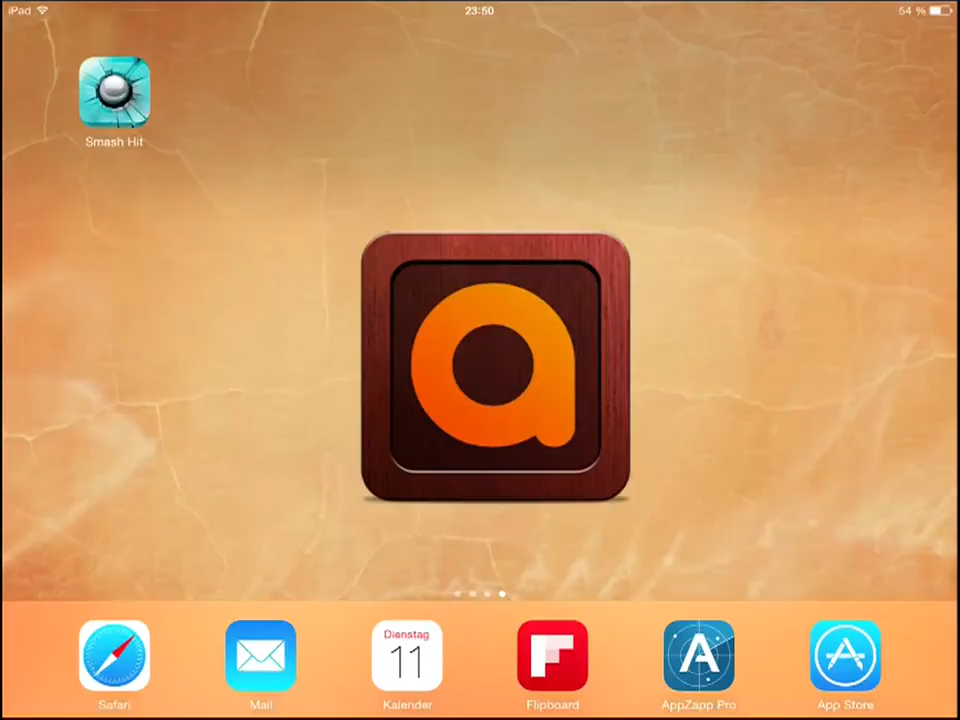 iPad 23:50 54 %
Smash Hit
a
Dienstag
11
Safari Mail Kalender Flipboard AppZapp Pro App Store